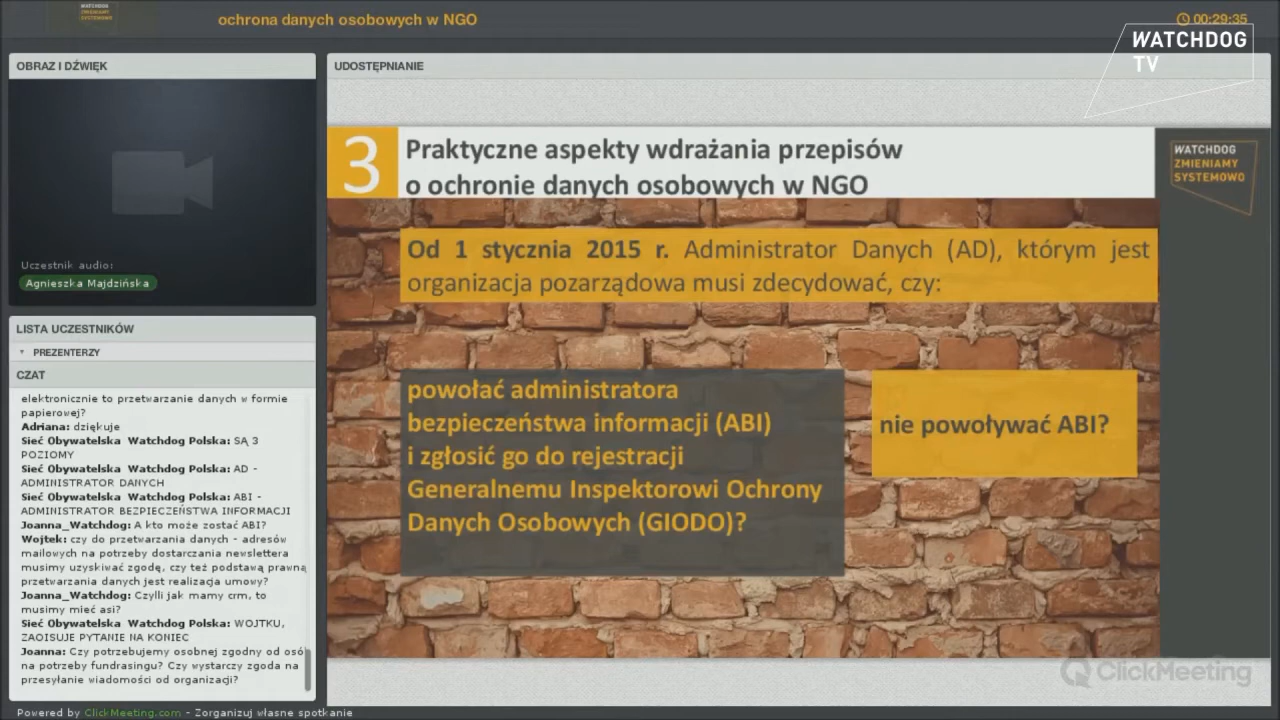 WATCHDOG
ZMIENIAMY
SYSTEMOWO
ochrona danych osobowych w NGO
00:29:35
WATCHDOG
TV
OBRAZ I DŹWIĘK
Uczestnik audio:
Agnieszka Majdzińska
LISTA UCZESTNIKÓW
PREZENTERZY
CZAT
elektronicznie to przetwarzanie danych w formie
papierowej?
Adriana: dziękuje
Sieć Obywatelska Watchdog Polska: SĄ 3
POZIOMY
Sieć Obywatelska Watchdog Polska: AD -
ADMINISTRATOR DANYCH
Sieć Obywatelska Watchdog Polska: ABI -
ADMINISTRATOR BEZPIECZEŃSTWA INFORMACJI
Joanna_Watchdog: A kto może zostać ABI?
Wojtek: czy do przetwarzania danych - adresów
mailowych na potrzeby dostarczania newslettera
musimy uzyskiwać zgodę, czy też podstawą prawną
przetwarzania danych jest realizacja umowy?
Joanna_Watchdog: Czylli jak mamy crm, to
musimy mieć asi?
Sieć Obywatelska Watchdog Polska: WOJTKU,
ZAOISUJE PYTANIE NA KONIEC
Joanna: Czy potrzebujemy osobnej zgodny od osó
na potrzeby fundrasingu? Czy wystarczy zgoda na
przesyłanie wiadomości od organizacji?
UDOSTĘPNIANIE
3
Praktyczne aspekty wdrażania przepisów
o ochronie danych osobowych w NGO
WATCHDOG
ZMIENIAMY
SYSTEMOWO
Od 1 stycznia 2015 r. Administrator Danych (AD), którym jest
organizacja pozarządowa musi zdecydować, czy:
powołać administratora
bezpieczeństwa informacji (ABI)
i zgłosić go do rejestracji
Generalnemu Inspektorowi Ochrony
Danych Osobowych (GIODO)?
nie powoływać ABI?
ClickMeeting
Powered by ClickMeeting.com - Zorganizuj własne spotkanie